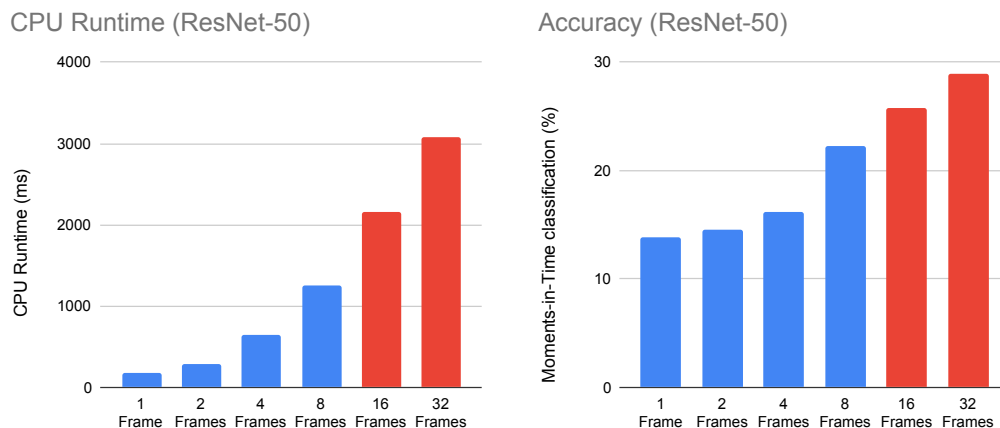 CPU Runtime (ResNet-50)
CPU Runtime (ms)
4000
3000
2000
1000
0
1
Frame
2
Frames
4
Frames
8
Frames
16
Frames
32
Frames
Accuracy (ResNet-50)
Moments-in-Time classification (%)
30
20
10
0
1
Frame
2
Frames
4
Frames
8
Frames
16
Frames
32
Frames